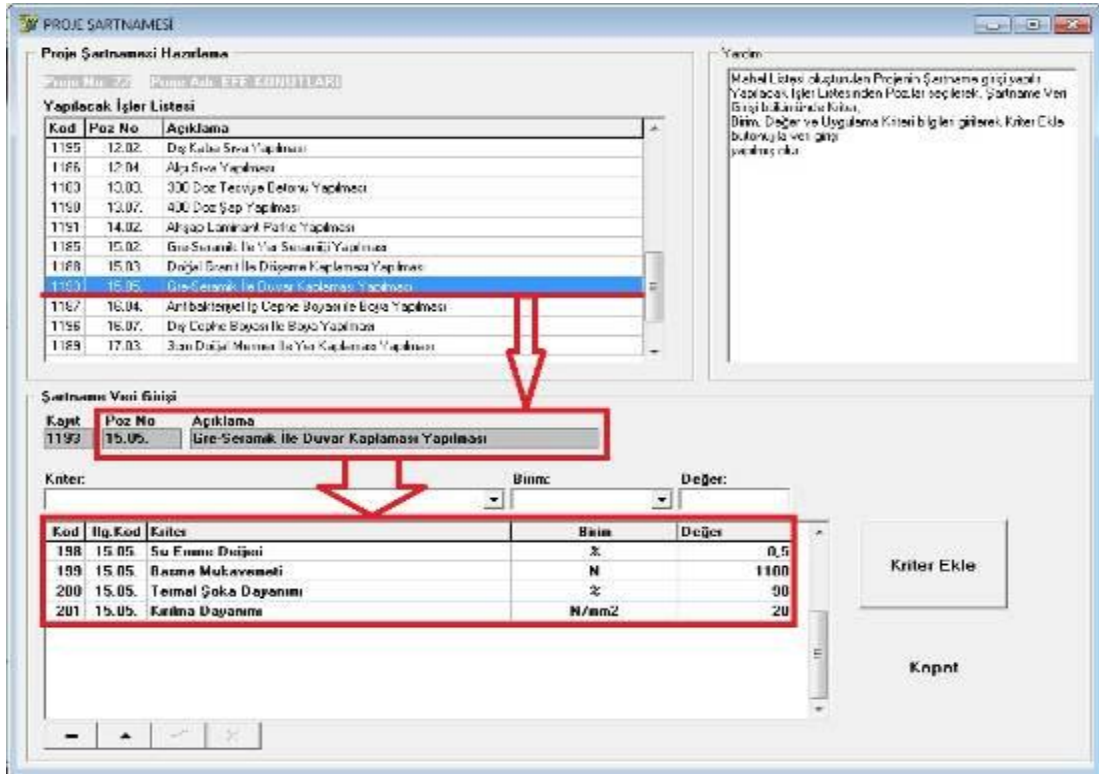 PROJE ŞARTNAMESİ
Proje Şartnamesi Hazırlama
Proje No: 22 Proje Adı: EFE KONUTLARI
Yapılacak İşler Listesi
Kod Poz No Açıklama
1195 12.02. Dış Kaba Sıva Yapılması
1186 12.04. Alçı Sıva Yapılması
1183 13.03. 300 Doz Tesviye Betonu Yapılması
1190 13.07. 400 Doz Şap Yapılması
1191 14.02. Ahşap Laminant Parke Yapılması
1185 15.02. Gre-Seramik İle Yer Seramiği Yapılması
1188 15.03. Doğal Granit İle Döşeme Kaplaması Yapılması
1193 15.05. Gre-Seramik İle Duvar Kaplaması Yapılması
1187 16.04. Antibakteriyel İç Cephe Boyası ile Boya Yapılması
1196 16.07. Dış Cephe Boyası İle Boya Yapılması
1189 17.03. 3cm Doğal Mermer İle Yer Kaplaması Yapılması
Yardım
Mahal Listesi oluşturulan Projenin Şartname girişi yapılır.
Yapılacak İşler Listesinden Pozlar seçilerek, Şartname Veri
Girişi bölümünde Kriter,
Birim, Değer ve Uygulama Kriteri bilgileri girilerek Kriter Ekle
butonuyla veri girişi
yapılmış olur.
Şartname Veri Girişi
Kayıt Poz No Açıklama
1193 15.05. Gre-Seramik İle Duvar Kaplaması Yapılması
Kriter: Birim: Değer:
Kod İlg.Kod Kriter Birim Değer
198 15.05. Su Emme Değeri % 0,5
199 15.05. Basma Mukavemeti N 1100
200 15.05. Termal Şoka Dayanımı % 90
201 15.05. Kırılma Dayanımı N/mm2 20
Kriter Ekle
Kapat